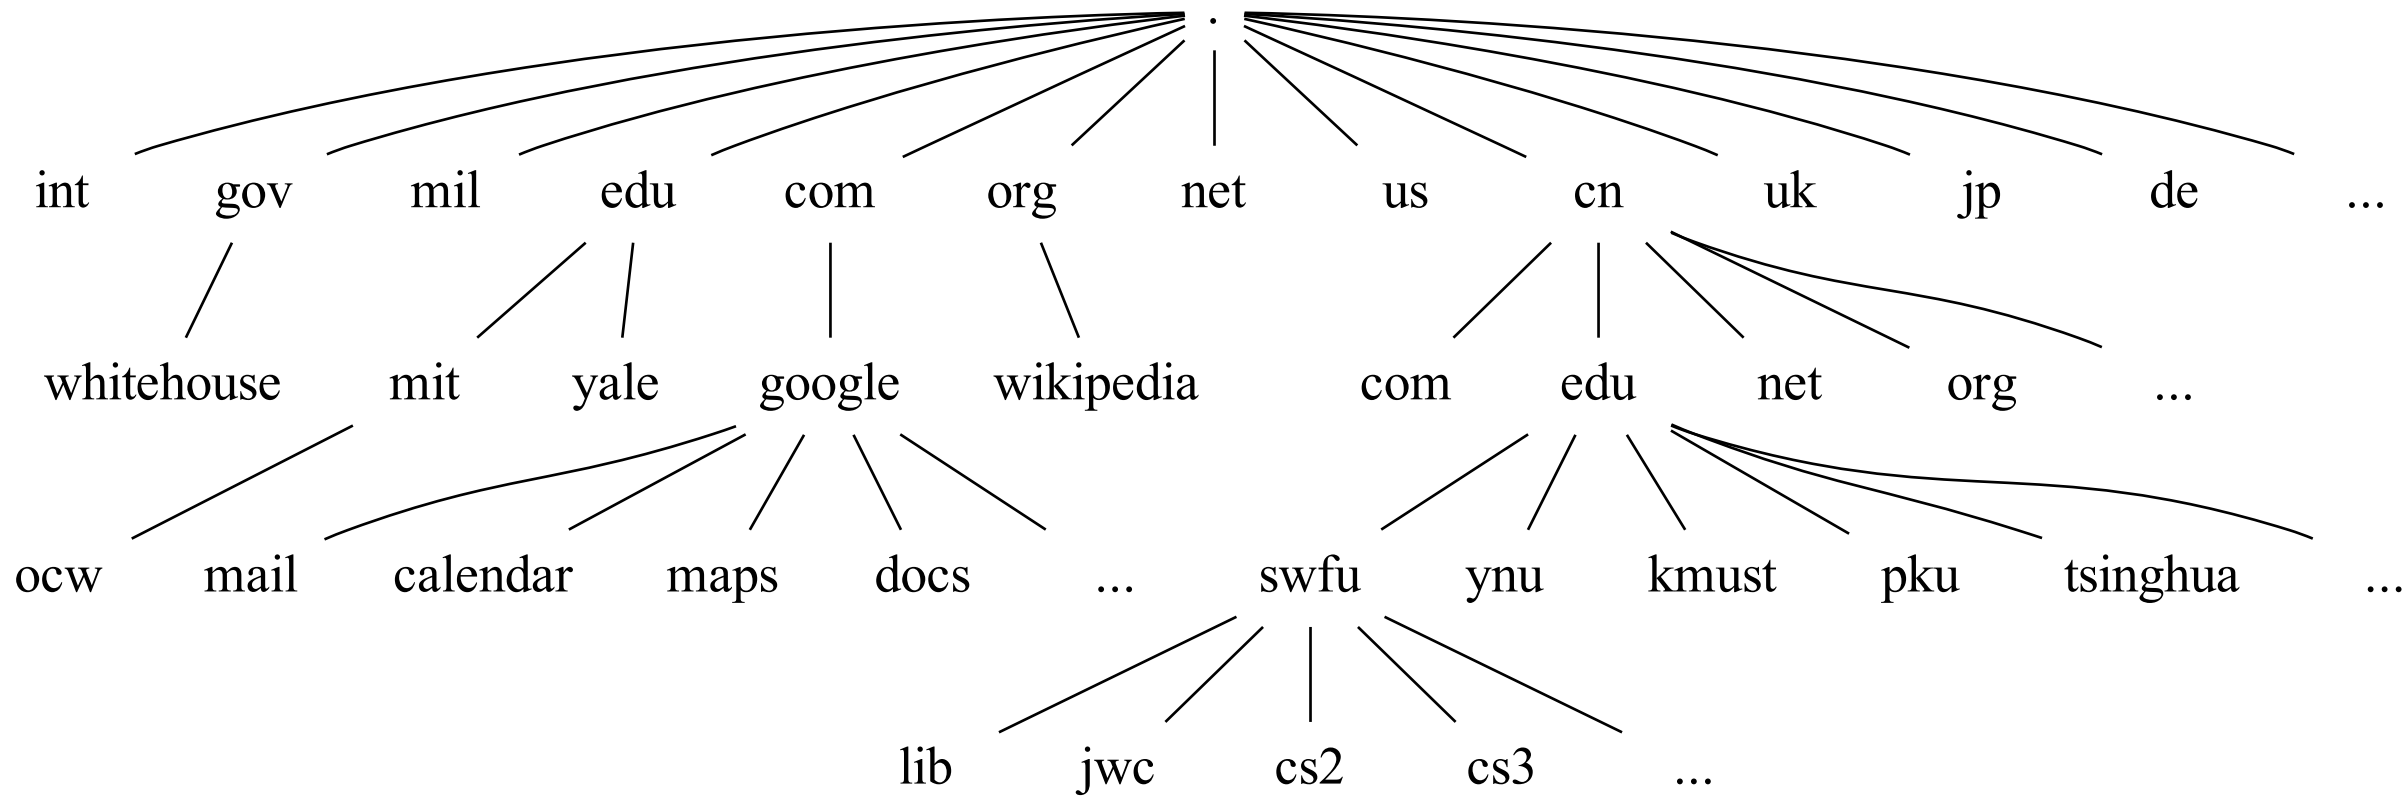 .
int gov mil edu com org net us cn uk jp de ...
whitehouse mit yale google wikipedia com edu net org ...
ocw mail calendar maps docs ... swfu ynu kmust pku tsinghua ...
lib jwc cs2 cs3 ...